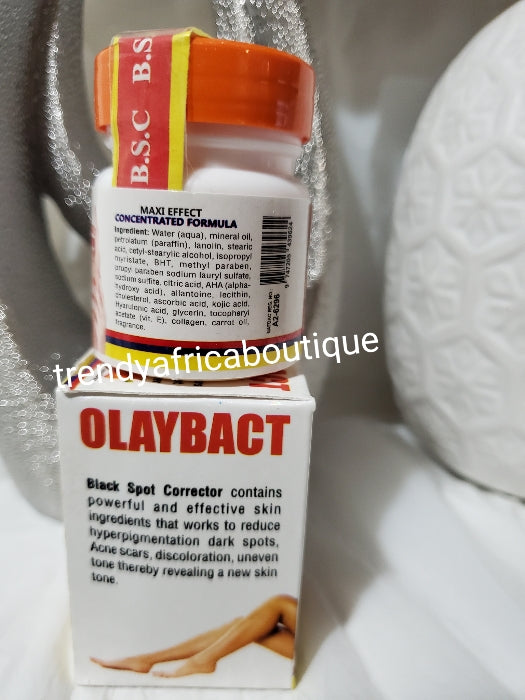 B.S.C B.S
MAXI EFFECT
CONCENTRATED FORMULA
Ingredient: Water (aqua), mineral oil,
petrolatum (paraffin), lanolin, stearic
acid, cetyl-stearylic alcohol, isopropyl
myristate, BHT, methyl paraben,
propyl paraben sodium lauryl sulfate,
sodium sulfite, citric acid, AHA (alpha-
hydroxy acid), allantoine, lecithin,
cholesterol, ascorbic acid, kojic acid,
Hyarulonic acid, glycerin, tocopheryl
acetate (vit. E), collagen, carrot oil,
fragrance.
A2-6206
trendyafricaboutique
OLAYBACT
Black Spot Corrector contains
powerful and effective skin
ingredients that works to reduce
hyperpigmentation dark spots,
Acne scars, discoloration, uneven
tone thereby revealing a new skin
tone.